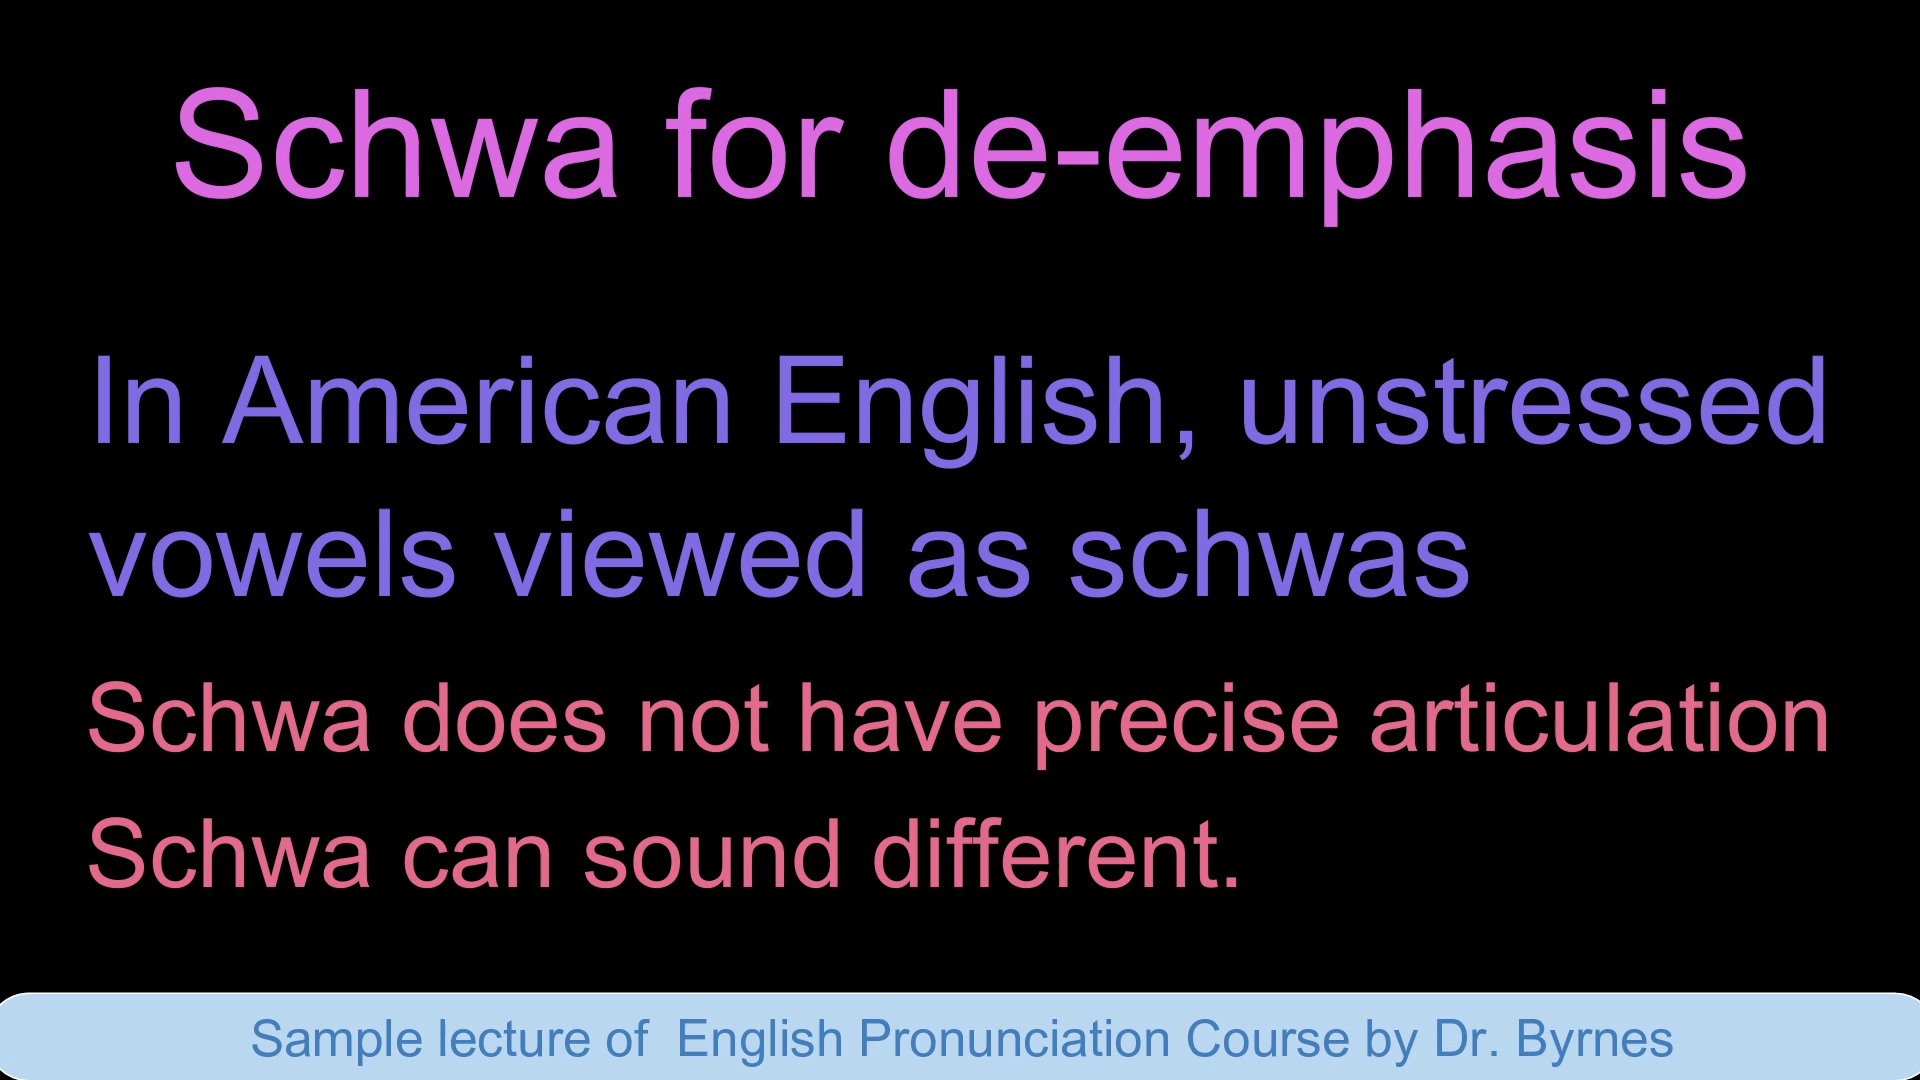 Schwa for de-emphasis
In American English, unstressed
vowels viewed as schwas
Schwa does not have precise articulation
Schwa can sound different.
Sample lecture of  English Pronunciation Course by Dr. Byrnes